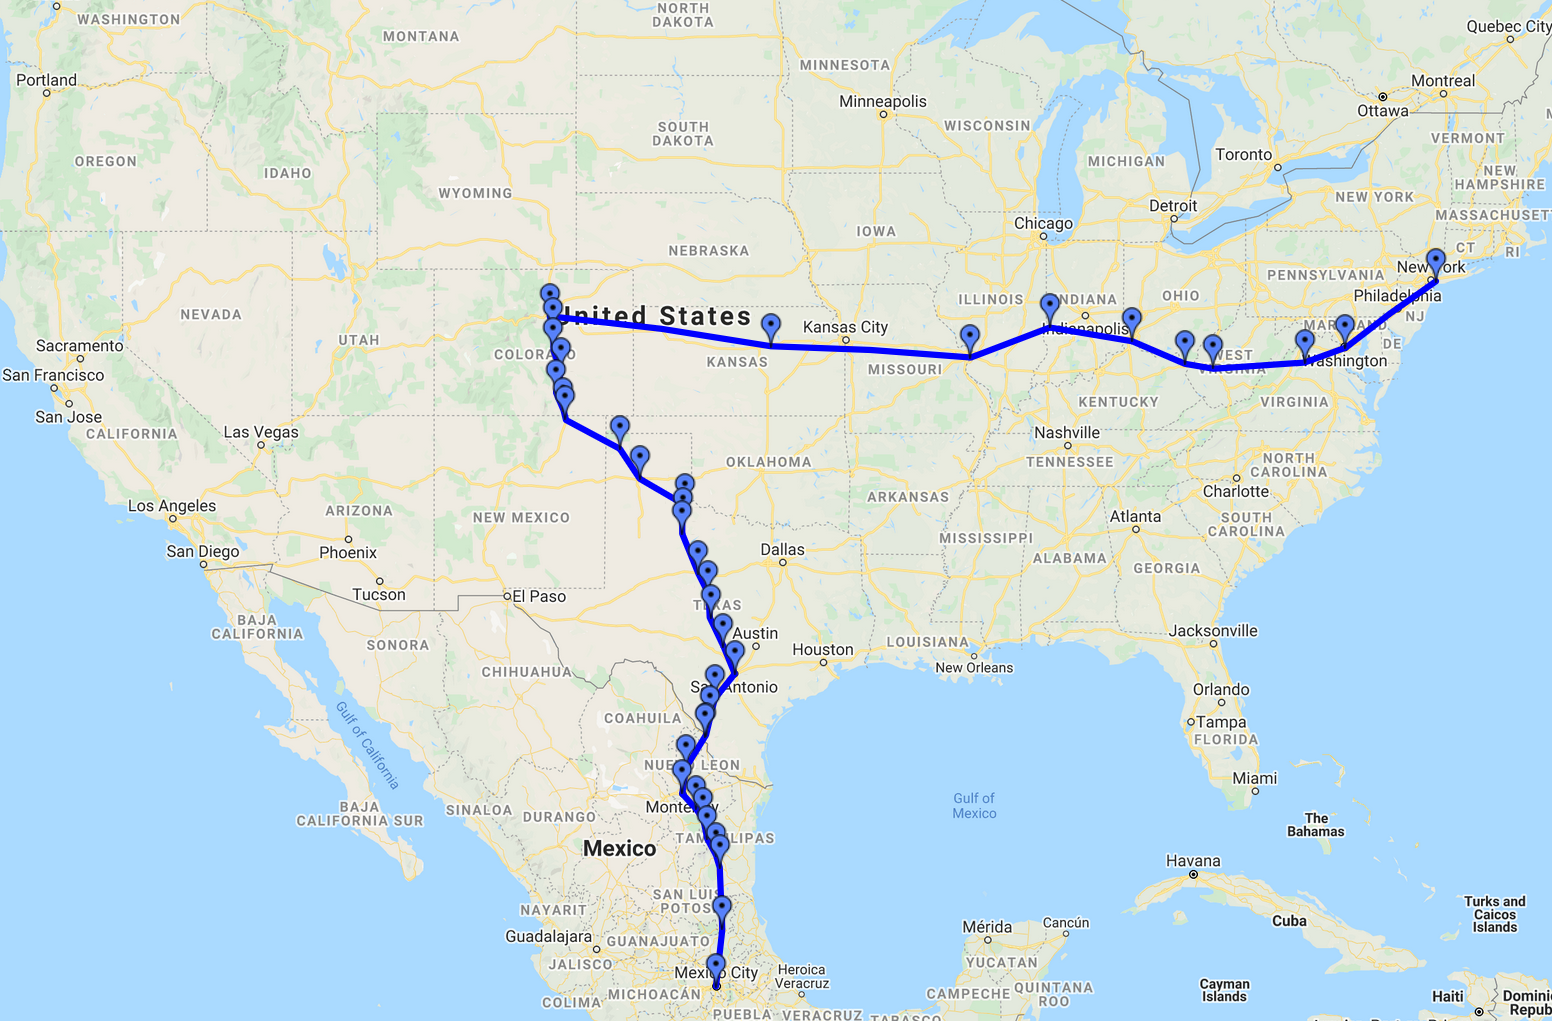 WASHINGTON
NORTH
DAKOTA
MONTANA
Quebec City
Portland
MINNESOTA
Montreal
Minneapolis
Ottawa
SOUTH
DAKOTA
WISCONSIN
VERMONT
OREGON
MICHIGAN
Toronto
IDAHO
NEW
HAMPSHIRE
WYOMING
NEW YORK
Detroit
MASSACHUSETT
Chicago
IOWA
NEBRASKA
CT
RI
New York
PENNSYLVANIA
ILLINOIS
INDIANA
OHIO
Philadelphia
NEVADA
United States
NJ
Kansas City
Indianapolis
MARYLAND
Sacramento
UTAH
DE
COLORADO
WEST
VIRGINIA
KANSAS
MISSOURI
Washington
San Francisco
KENTUCKY
VIRGINIA
San Jose
CALIFORNIA
Las Vegas
Nashville
OKLAHOMA
TENNESSEE
NORTH
CAROLINA
Charlotte
ARKANSAS
Los Angeles
ARIZONA
NEW MEXICO
Atlanta
SOUTH
CAROLINA
MISSISSIPPI
San Diego
Phoenix
Dallas
ALABAMA
GEORGIA
Tucson
El Paso
TEXAS
BAJA
CALIFORNIA
SONORA
Austin
Jacksonville
LOUISIANA
Houston
CHIHUAHUA
New Orleans
San Antonio
Orlando
COAHUILA
Tampa
FLORIDA
Gulf of California
NUEVO LEON
Miami
Monterrey
Gulf of
Mexico
BAJA
CALIFORNIA SUR
SINALOA
DURANGO
The
Bahamas
TAMAULIPAS
Mexico
Havana
SAN LUIS
POTOSI
NAYARIT
Turks and
Caicos
Islands
Cuba
Mérida
Cancún
Guadalajara
GUANAJUATO
JALISCO
Mexico City
Heroica
Veracruz
YUCATAN
Cayman
Islands
COLIMA
MICHOACÁN
CAMPECHE
QUINTANA
ROO
Haiti
Dominic
Repub
PUEBLA
VERACRUZ
TABASCO